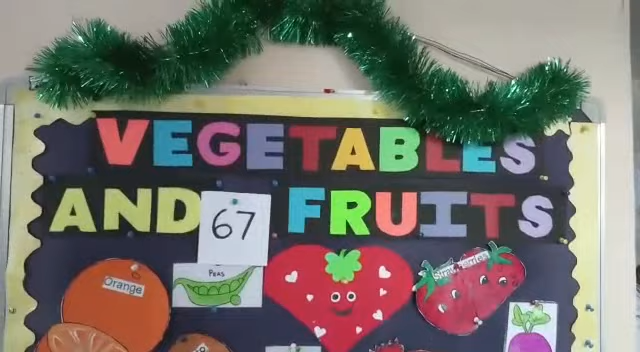 VEGETABLES
AND 67 FRUITS
Orange
PEAS
Strawberries